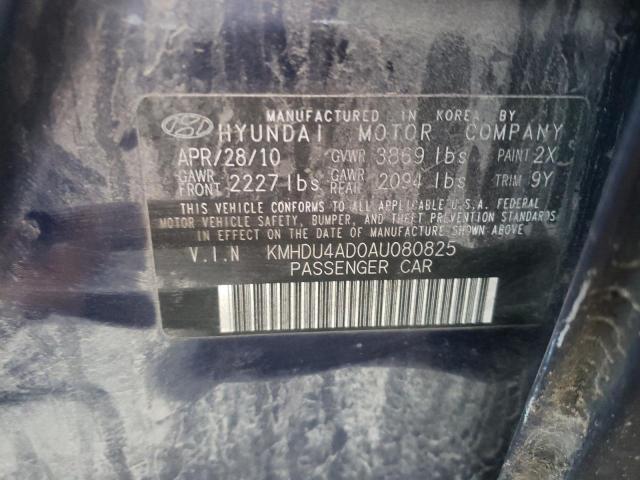 MANUFACTURED IN KOREA BY
HYUNDAI MOTOR COMPANY
APR/28/10 GVWR 3869 lbs PAINT 2X
GAWR FRONT 2227 lbs GAWR REAR 2094 lbs TRIM 9Y
THIS VEHICLE CONFORMS TO ALL APPLICABLE U.S.A. FEDERAL
MOTOR VEHICLE SAFETY, BUMPER, AND THEFT PREVENTION STANDARDS
IN EFFECT ON THE DATE OF MANUFACTURE SHOWN ABOVE.
V.I.N KMHDU4AD0AU080825
PASSENGER CAR